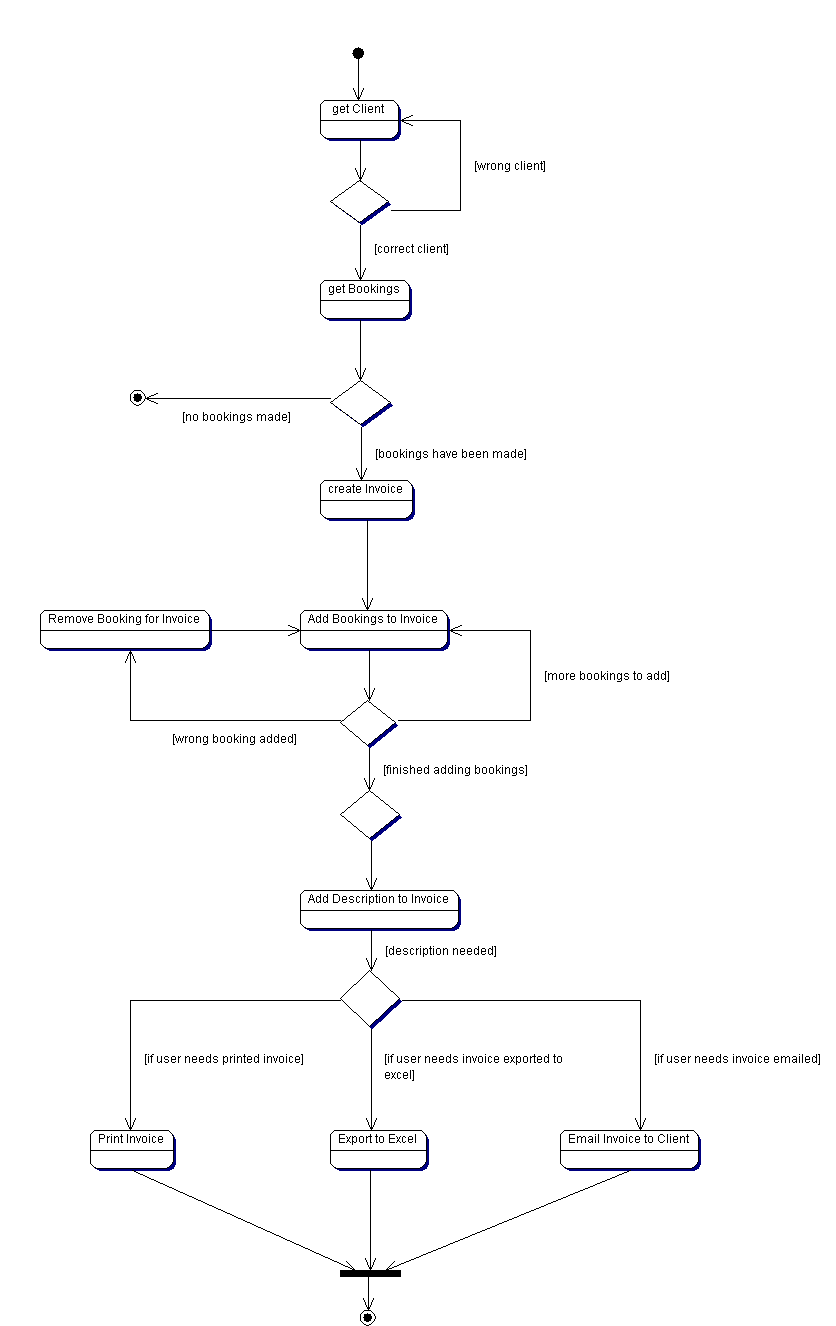 get Client
[wrong client]
[correct client]
get Bookings
[no bookings made]
[bookings have been made]
create Invoice
Remove Booking for Invoice
Add Bookings to Invoice
[more bookings to add]
[wrong booking added]
[finished adding bookings]
Add Description to Invoice
[description needed]
[if user needs printed invoice]
[if user needs invoice exported to
excel]
[if user needs invoice emailed]
Print Invoice
Export to Excel
Email Invoice to Client